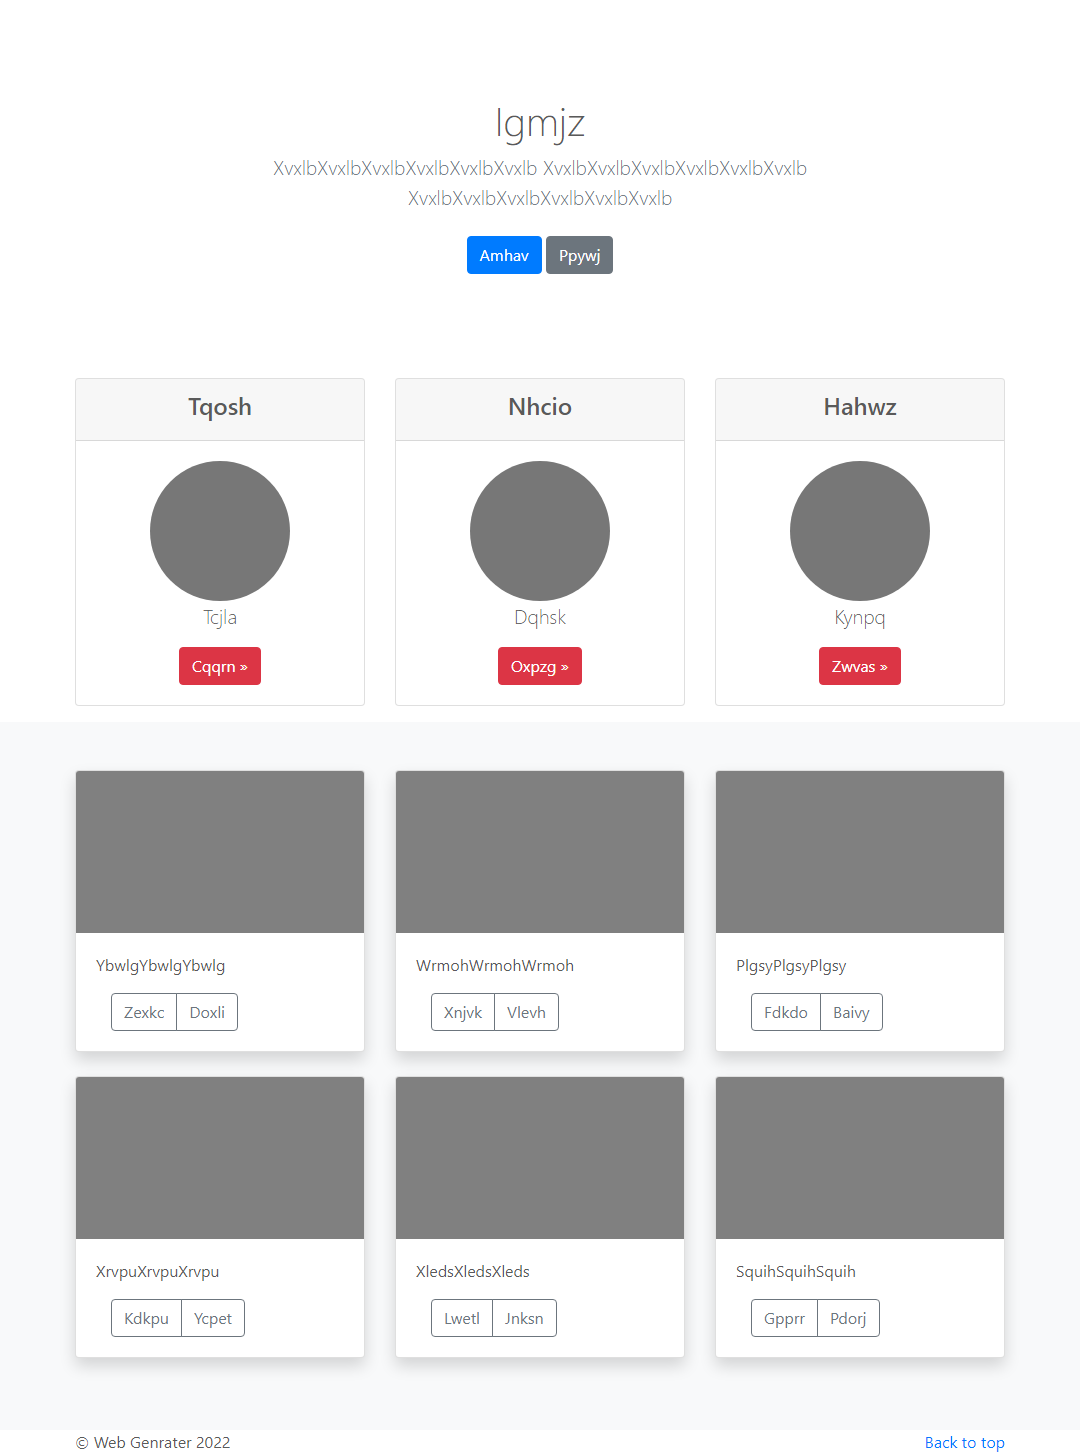 lgmjz
XvxlbXvxlbXvxlbXvxlbXvxlbXvxlb XvxlbXvxlbXvxlbXvxlbXvxlbXvxlb
XvxlbXvxlbXvxlbXvxlbXvxlbXvxlb
Amhav Ppywj
Tqosh Nhcio Hahwz
Tcjla Dqhsk Kynpq
Cqqrn » Oxpzg » Zwvas »
YbwlgYbwlgYbwlg WrmohWrmohWrmoh PlgsyPlgsyPlgsy
Zexkc Doxli Xnjvk Vlevh Fdkdo Baivy
XrvpuXrvpuXrvpu XledsXledsXleds SquihSquihSquih
Kdkpu Ycpet Lwetl Jnksn Gpprr Pdorj
© Web Genrater 2022 Back to top